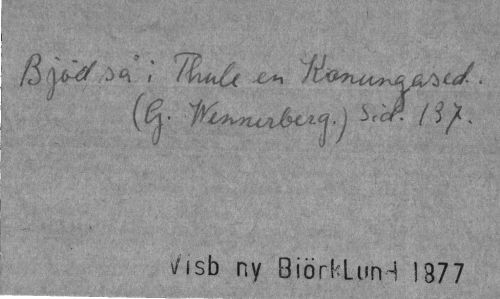 Bjöd så i Thule en Konungased.
(G. Wennerberg.) Sid. 137.
Visb ny BiörkLund 1877